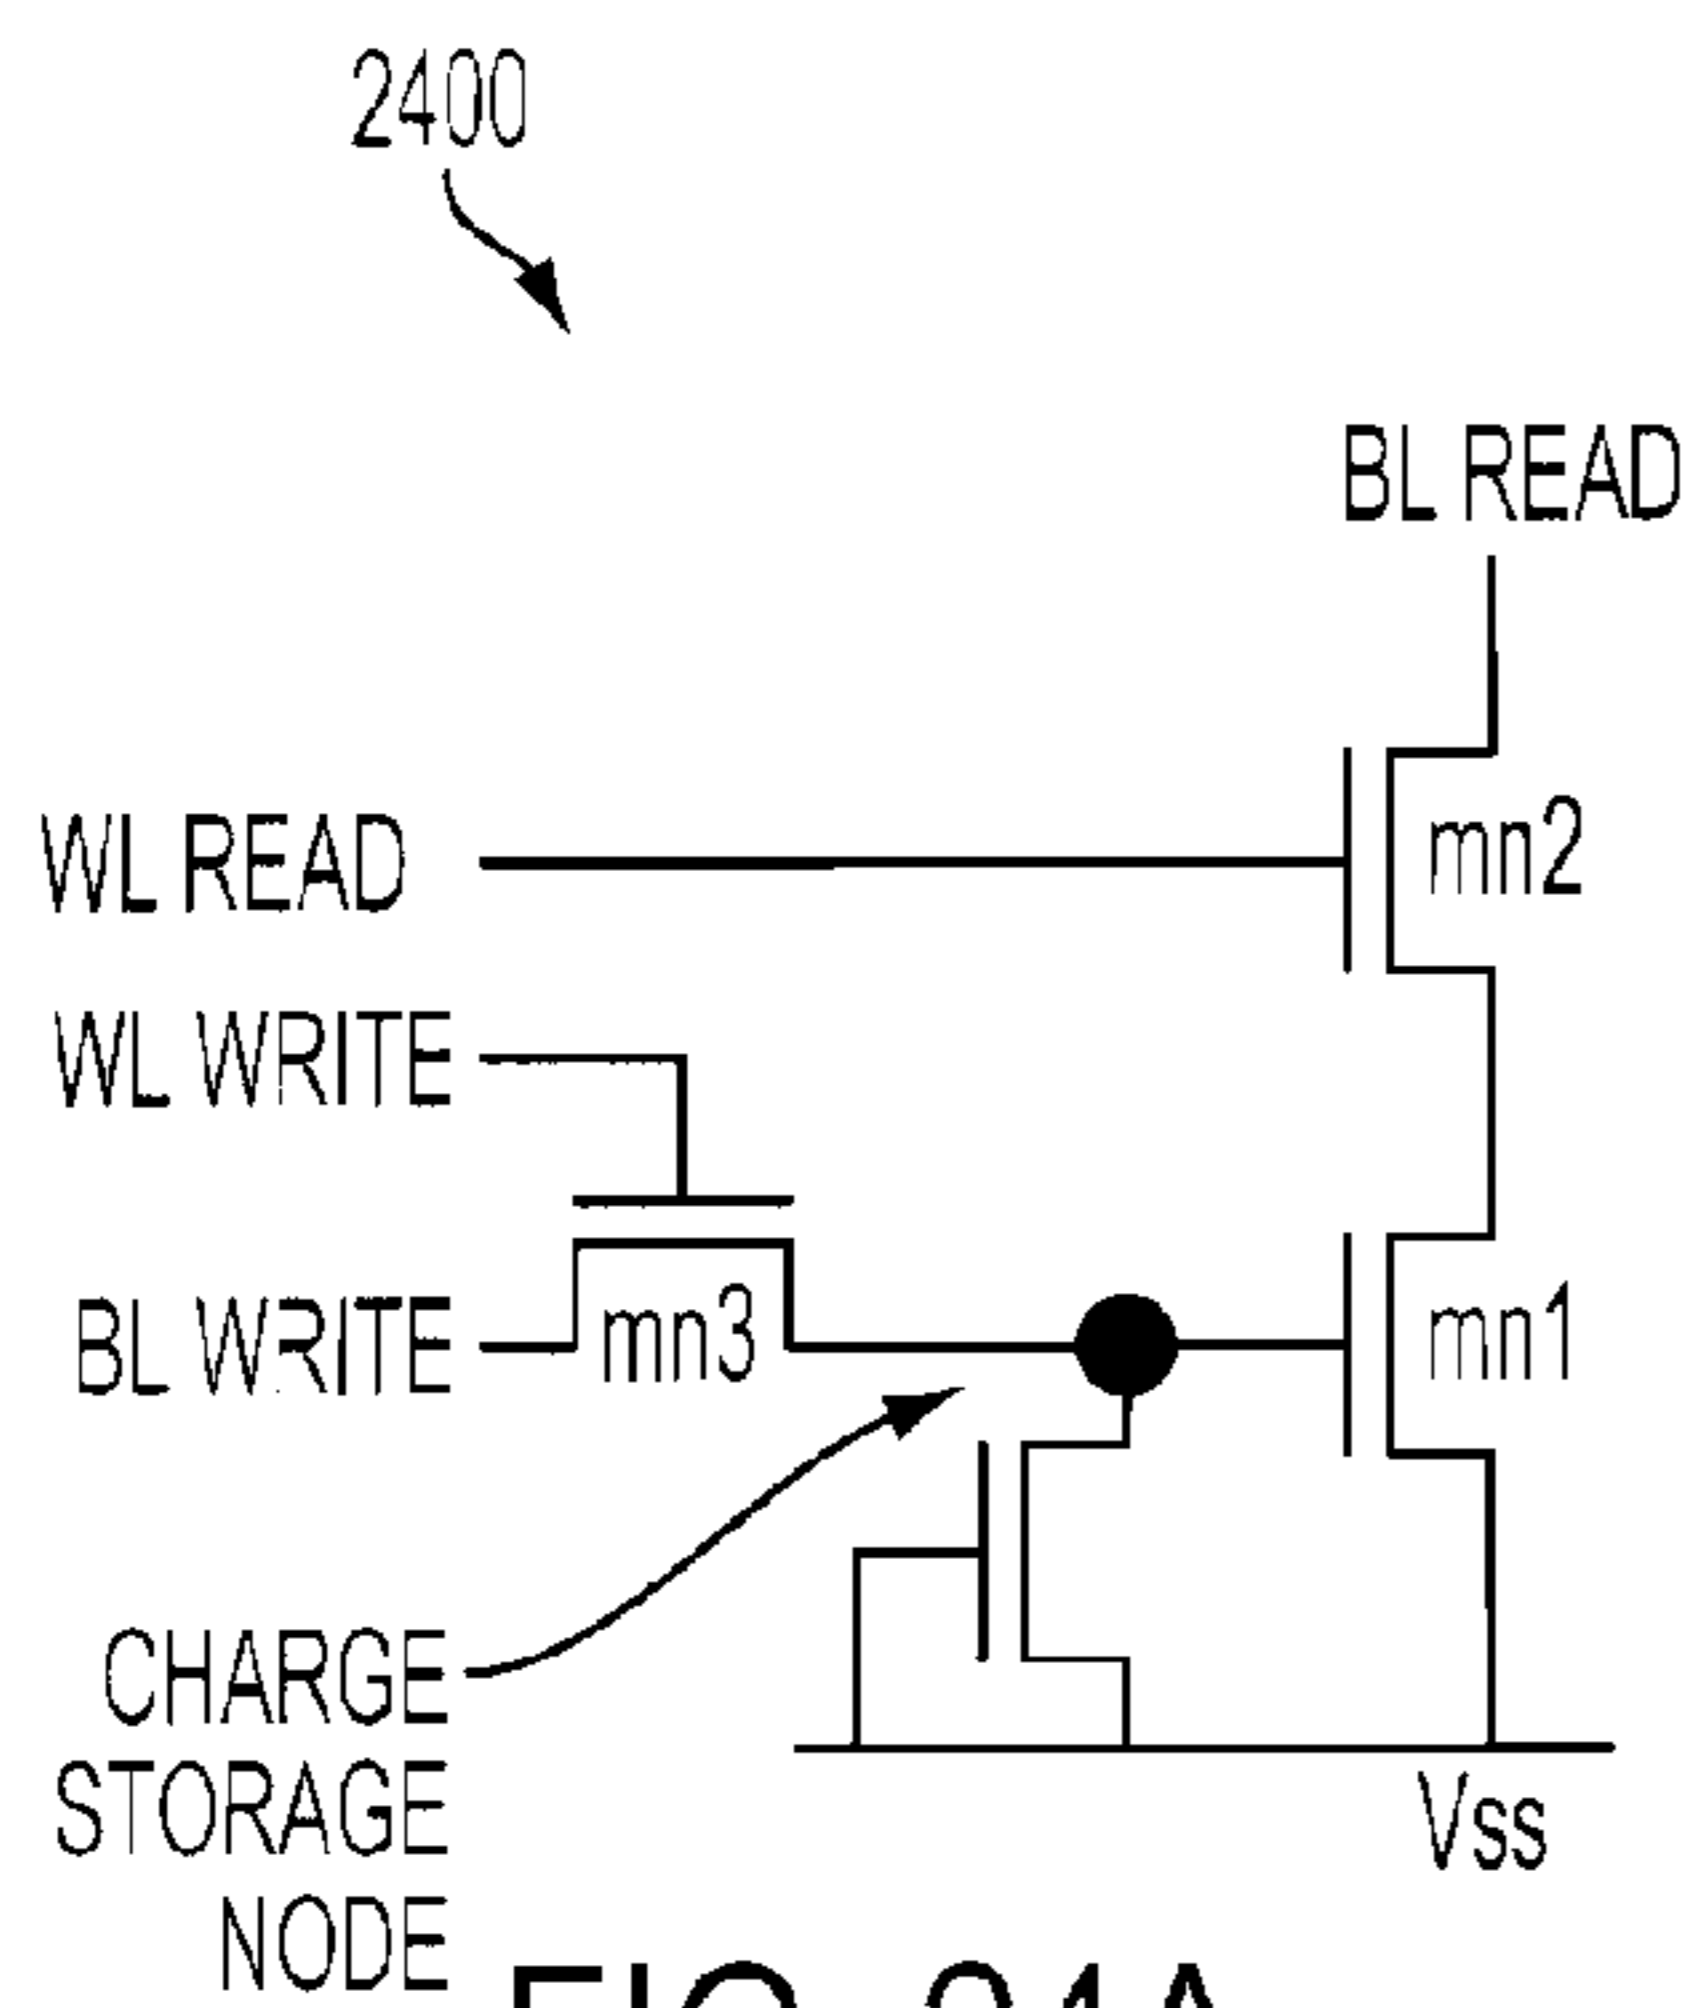 2400
BL READ
WL READ
mn2
WL WRITE
BL WRITE
mn3
mn1
CHARGE
STORAGE
NODE
Vss